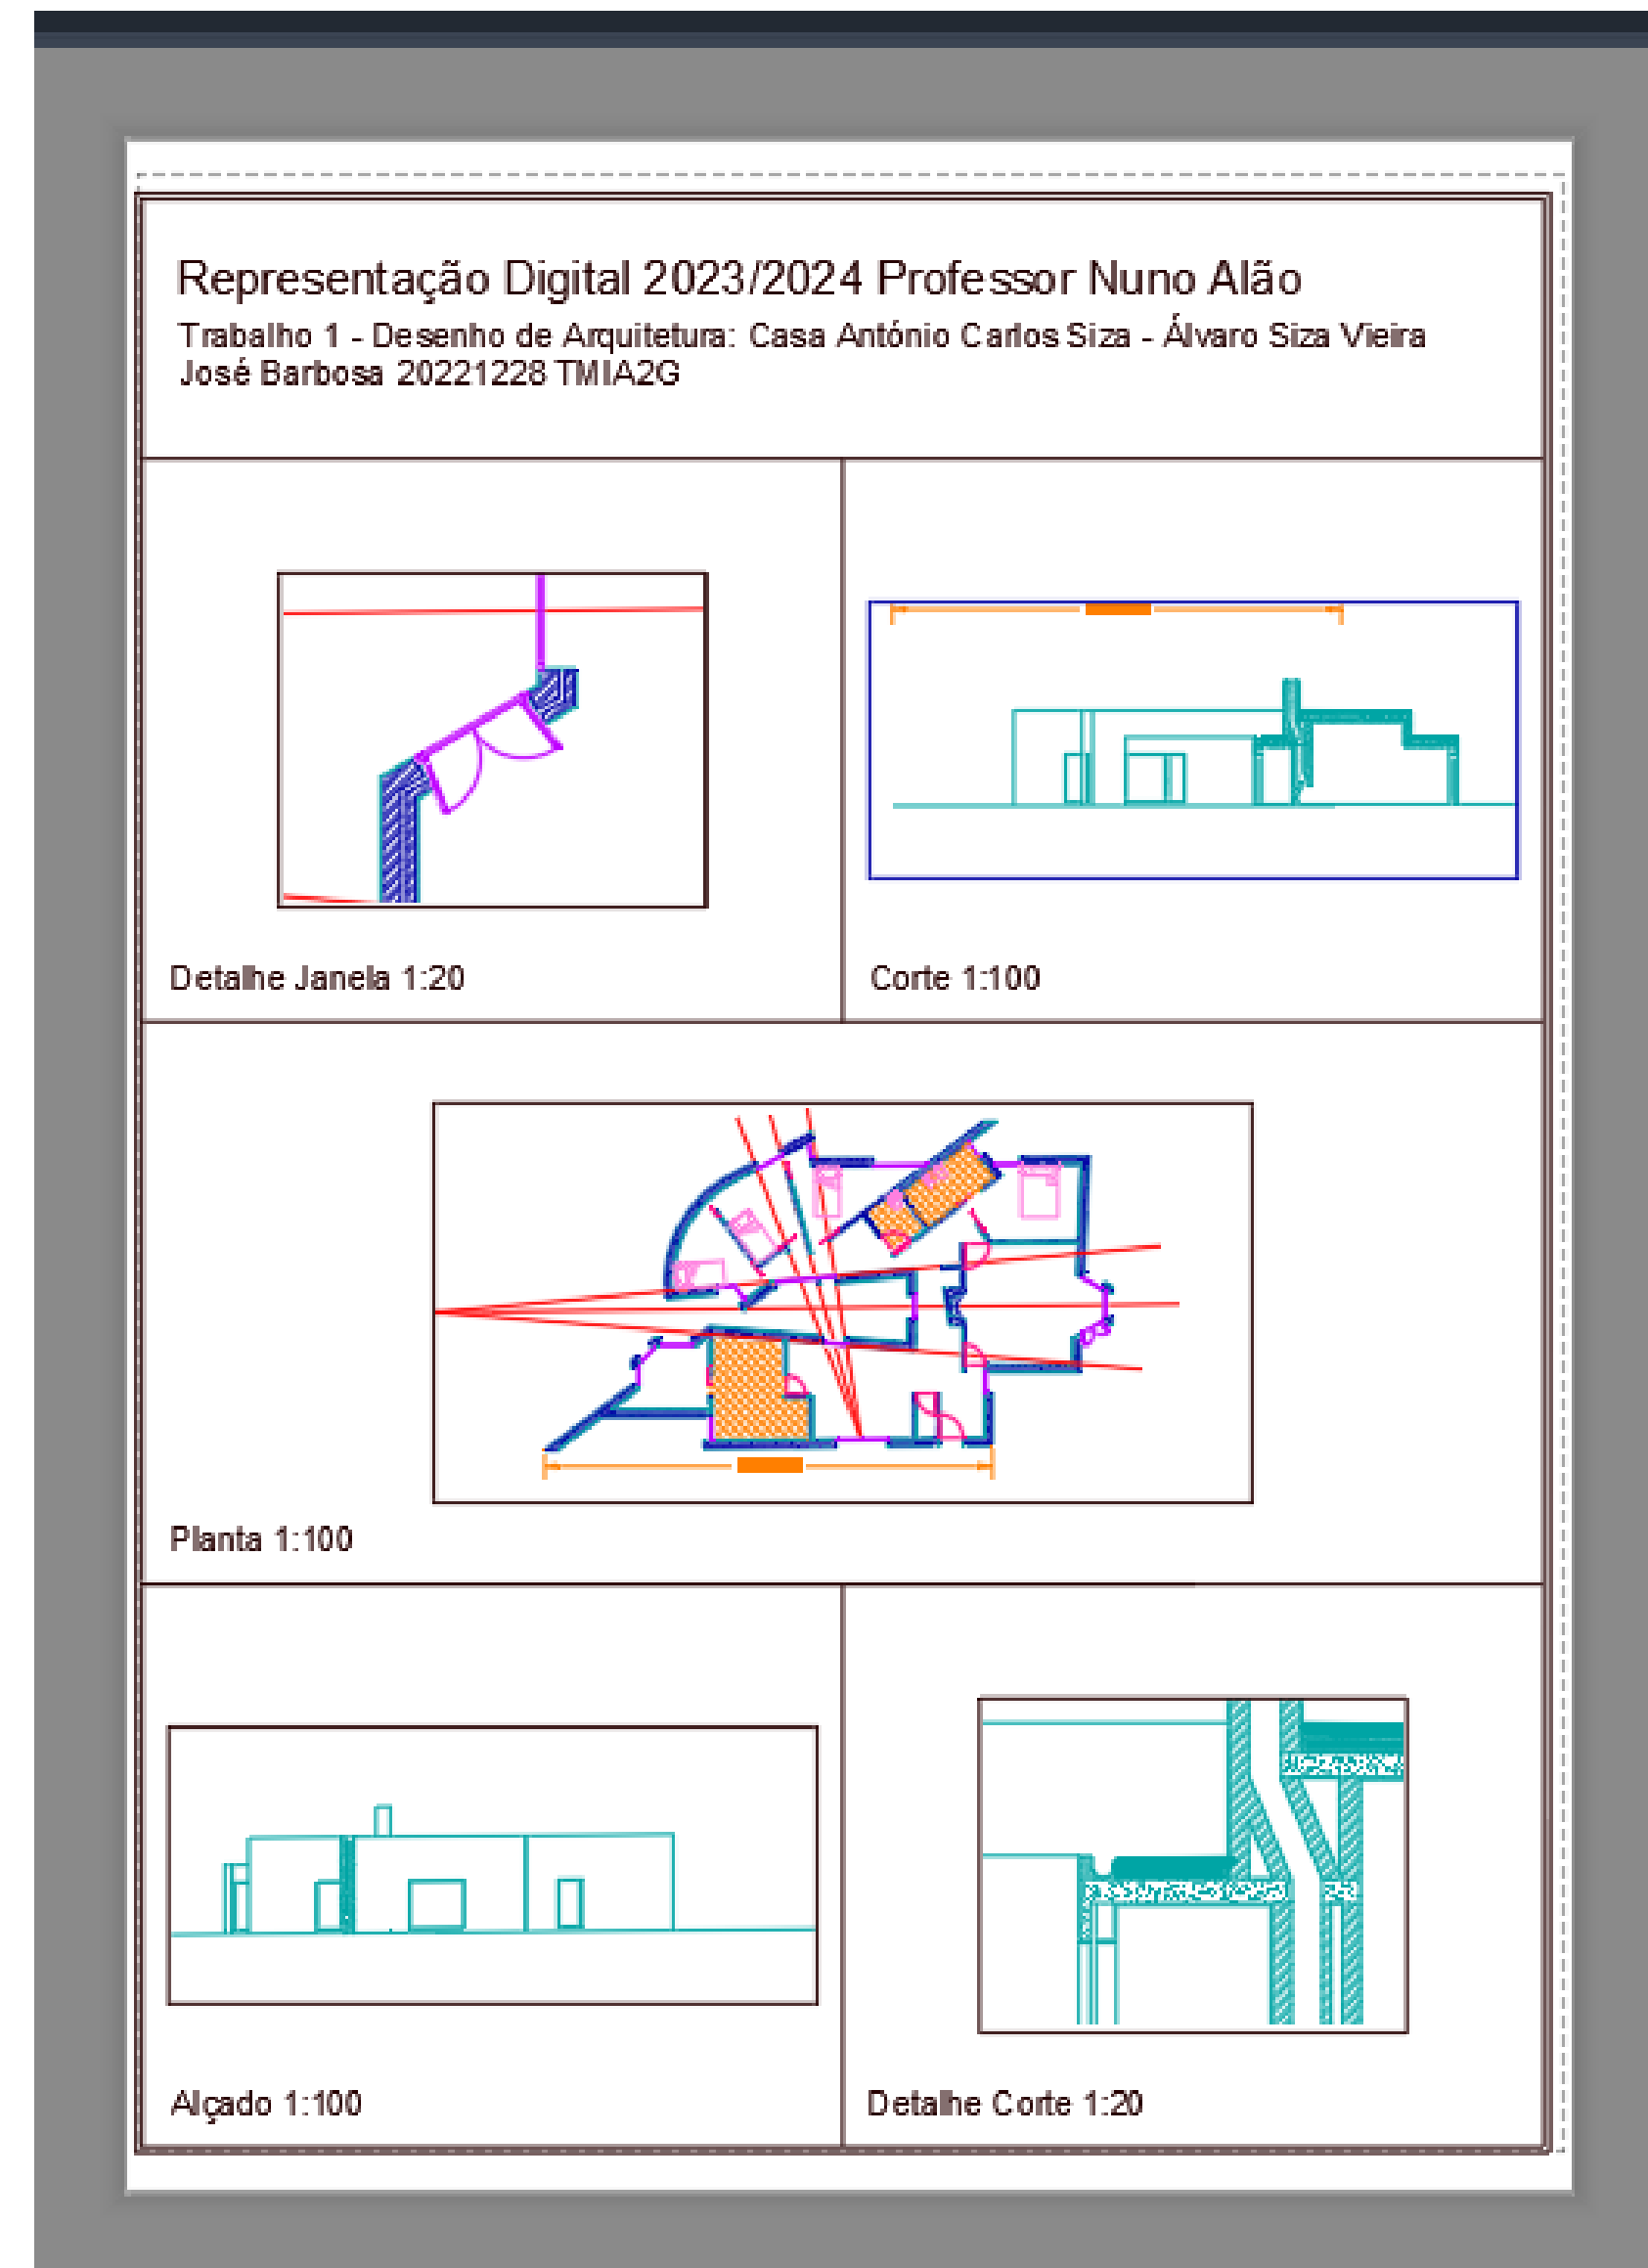 Representação Digital 2023/2024 Professor Nuno Alão
Trabalho 1 - Desenho de Arquitetura: Casa António Carlos Siza - Álvaro Siza Vieira
José Barbosa 20221228 TMIA2G
Detalhe Janela 1:20
Corte 1:100
Planta 1:100
Alçado 1:100
Detalhe Corte 1:20